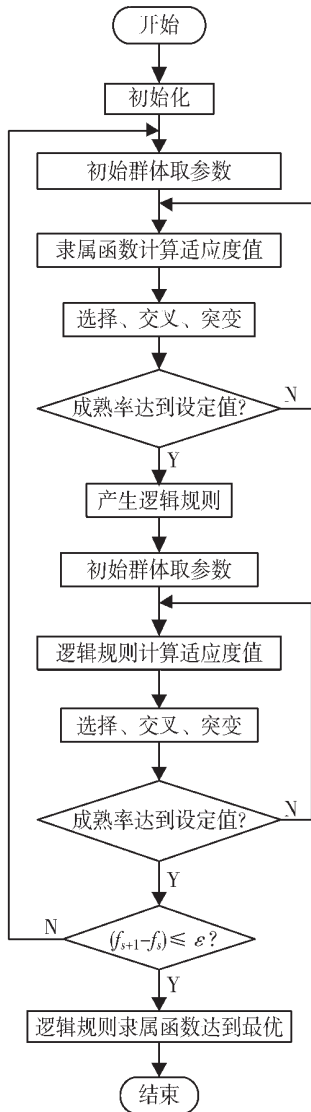 开始
初始化
初始群体取参数
隶属函数计算适应度值
选择、交叉、突变
成熟率达到设定值?
N
Y
产生逻辑规则
初始群体取参数
逻辑规则计算适应度值
选择、交叉、突变
成熟率达到设定值?
N
Y
N
(fs+1-fs)≤ ε?
Y
逻辑规则隶属函数达到最优
结束